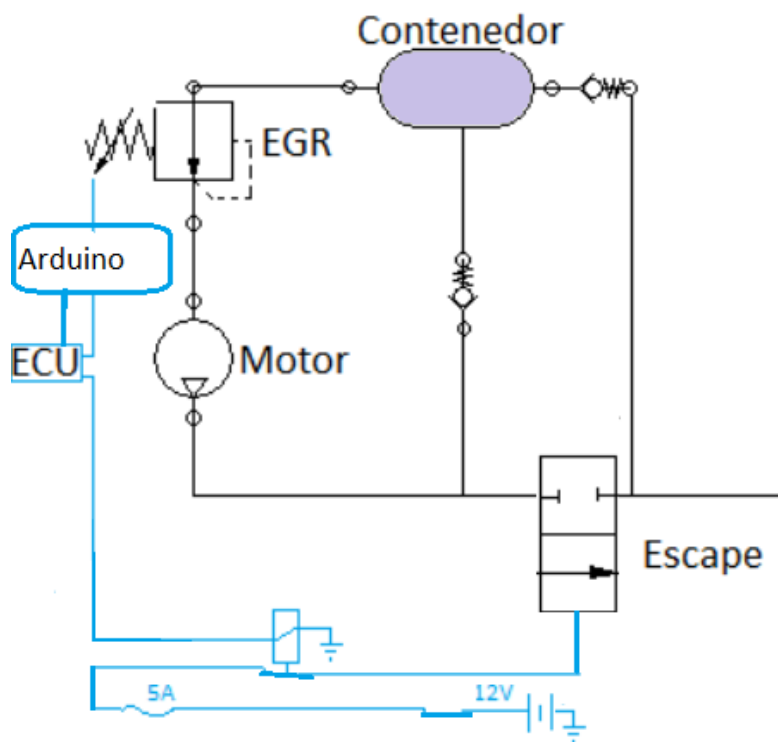 Contenedor
EGR
Arduino
ECU
Motor
Escape
5A
12V